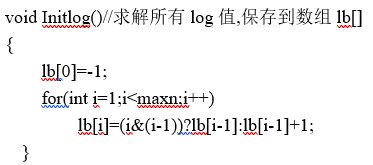 void Initlog()//求解所有 log 值,保存到数组 lb[]
{
lb[0]=-1;
for(int i=1;i<maxn;i++)
lb[i]=(i&(i-1))?lb[i-1]:lb[i-1]+1;
}